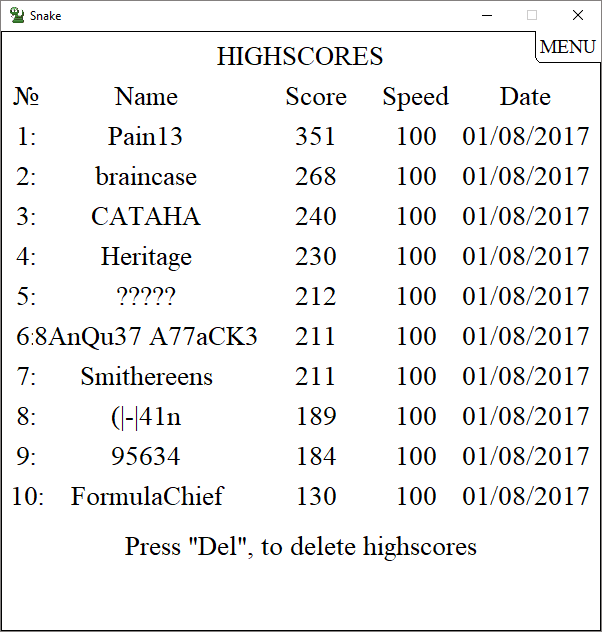 Snake
MENU
HIGHSCORES
№ Name Score Speed Date
1: Pain13 351 100 01/08/2017
2: braincase 268 100 01/08/2017
3: CATAHA 240 100 01/08/2017
4: Heritage 230 100 01/08/2017
5: ????? 212 100 01/08/2017
6: 8AnQu37 A77aCK3 211 100 01/08/2017
7: Smithereens 211 100 01/08/2017
8: (|-|41n 189 100 01/08/2017
9: 95634 184 100 01/08/2017
10: FormulaChief 130 100 01/08/2017
Press "Del", to delete highscores